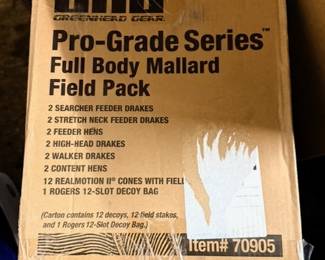 GREENHEAD GEAR
Pro-Grade Series™
Full Body Mallard
Field Pack
2 SEARCHER FEEDER DRAKES
2 STRETCH NECK FEEDER DRAKES
2 FEEDER HENS
2 HIGH-HEAD DRAKES
2 WALKER DRAKES
2 CONTENT HENS
12 REALMOTION II® CONES WITH FIELD
1 ROGERS 12-SLOT DECOY BAG
(Carton contains 12 decoys, 12 field stakes,
and 1 Rogers 12-Slot Decoy Bag.)
Item# 70905